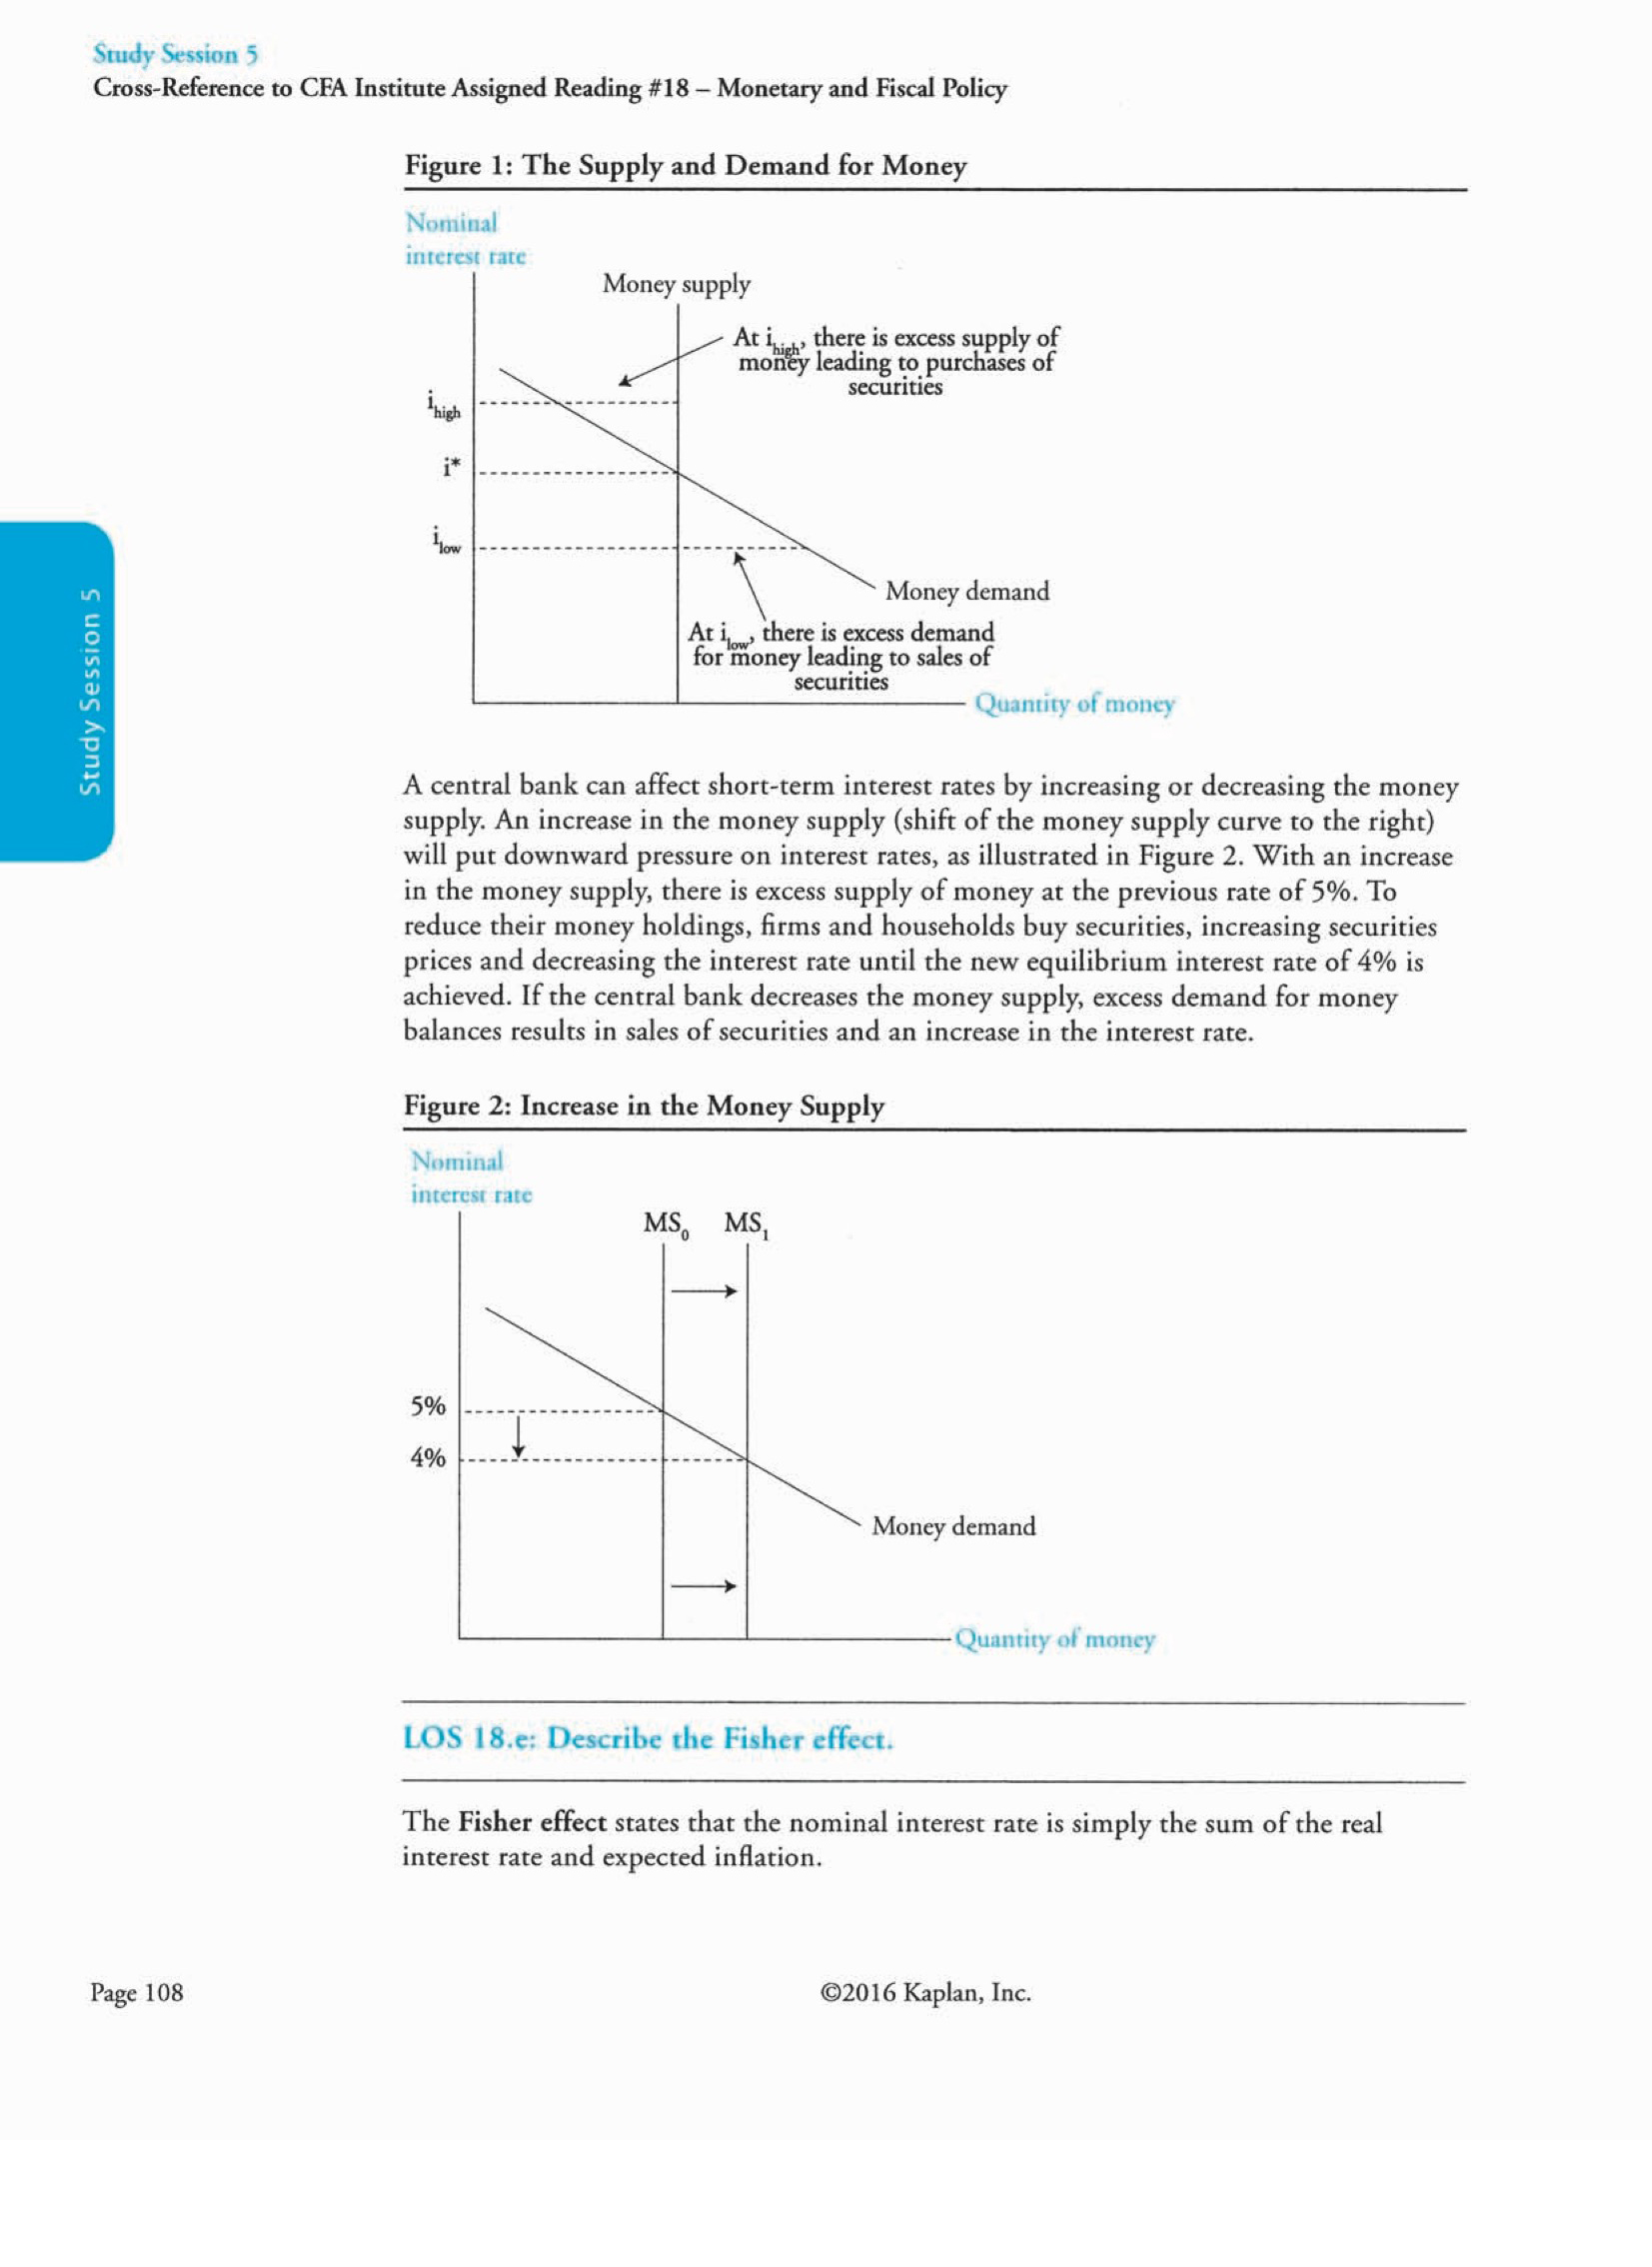 Study Session 5
Cross-Reference to CFA Institute Assigned Reading #18 – Monetary and Fiscal Policy
Figure 1: The Supply and Demand for Money
Nominal
interest rate
Money supply
At i_high, there is excess supply of
money leading to purchases of
securities
i_high
i*
i_low
Money demand
At i_low, there is excess demand
for money leading to sales of
securities
Quantity of money
Study Session 5
A central bank can affect short-term interest rates by increasing or decreasing the money
supply. An increase in the money supply (shift of the money supply curve to the right)
will put downward pressure on interest rates, as illustrated in Figure 2. With an increase
in the money supply, there is excess supply of money at the previous rate of 5%. To
reduce their money holdings, firms and households buy securities, increasing securities
prices and decreasing the interest rate until the new equilibrium interest rate of 4% is
achieved. If the central bank decreases the money supply, excess demand for money
balances results in sales of securities and an increase in the interest rate.
Figure 2: Increase in the Money Supply
Nominal
interest rate
MS₀ MS₁
5%
4%
Money demand
Quantity of money
LOS 18.e: Describe the Fisher effect.
The Fisher effect states that the nominal interest rate is simply the sum of the real
interest rate and expected inflation.
Page 108
©2016 Kaplan, Inc.